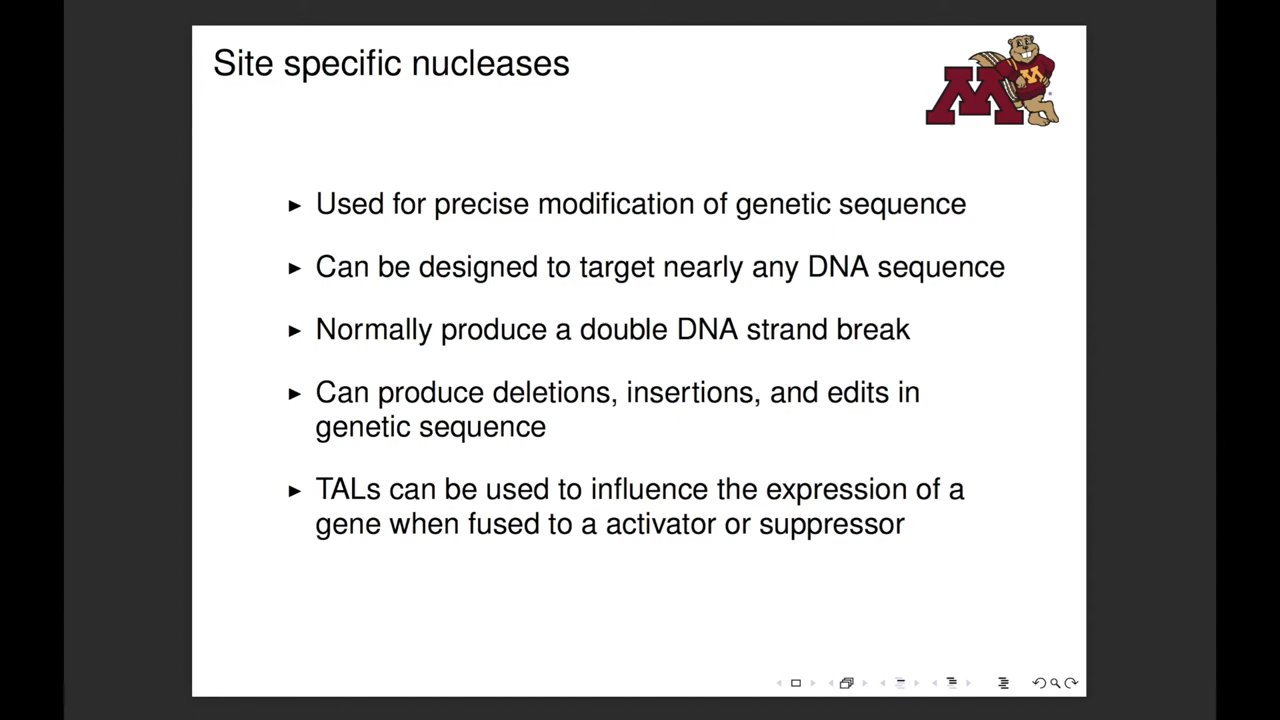 Site specific nucleases
M
M
▶ Used for precise modification of genetic sequence
▶ Can be designed to target nearly any DNA sequence
▶ Normally produce a double DNA strand break
▶ Can produce deletions, insertions, and edits in
genetic sequence
▶ TALs can be used to influence the expression of a
gene when fused to a activator or suppressor